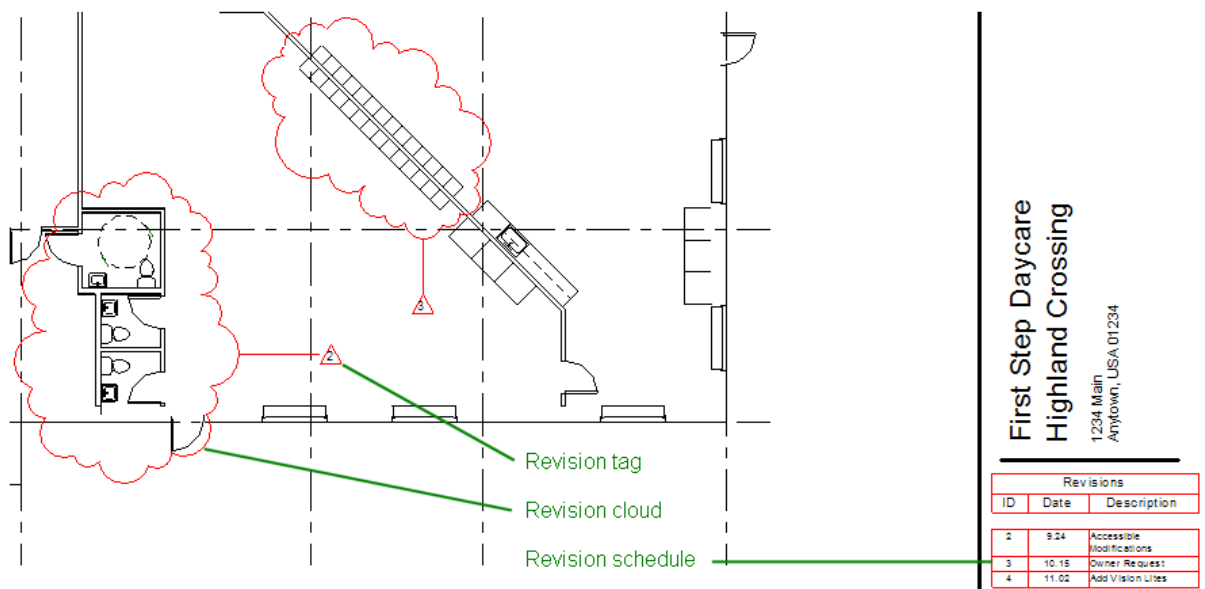 3
2
Revision tag
Revision cloud
Revision schedule
First Step Daycare
Highland Crossing
1234 Main
Anytown, USA 01234
Revisions
ID Date Description
2 9.24 Accessible
Modifications
3 10.15 Owner Request
4 11.02 Add Vision Lites